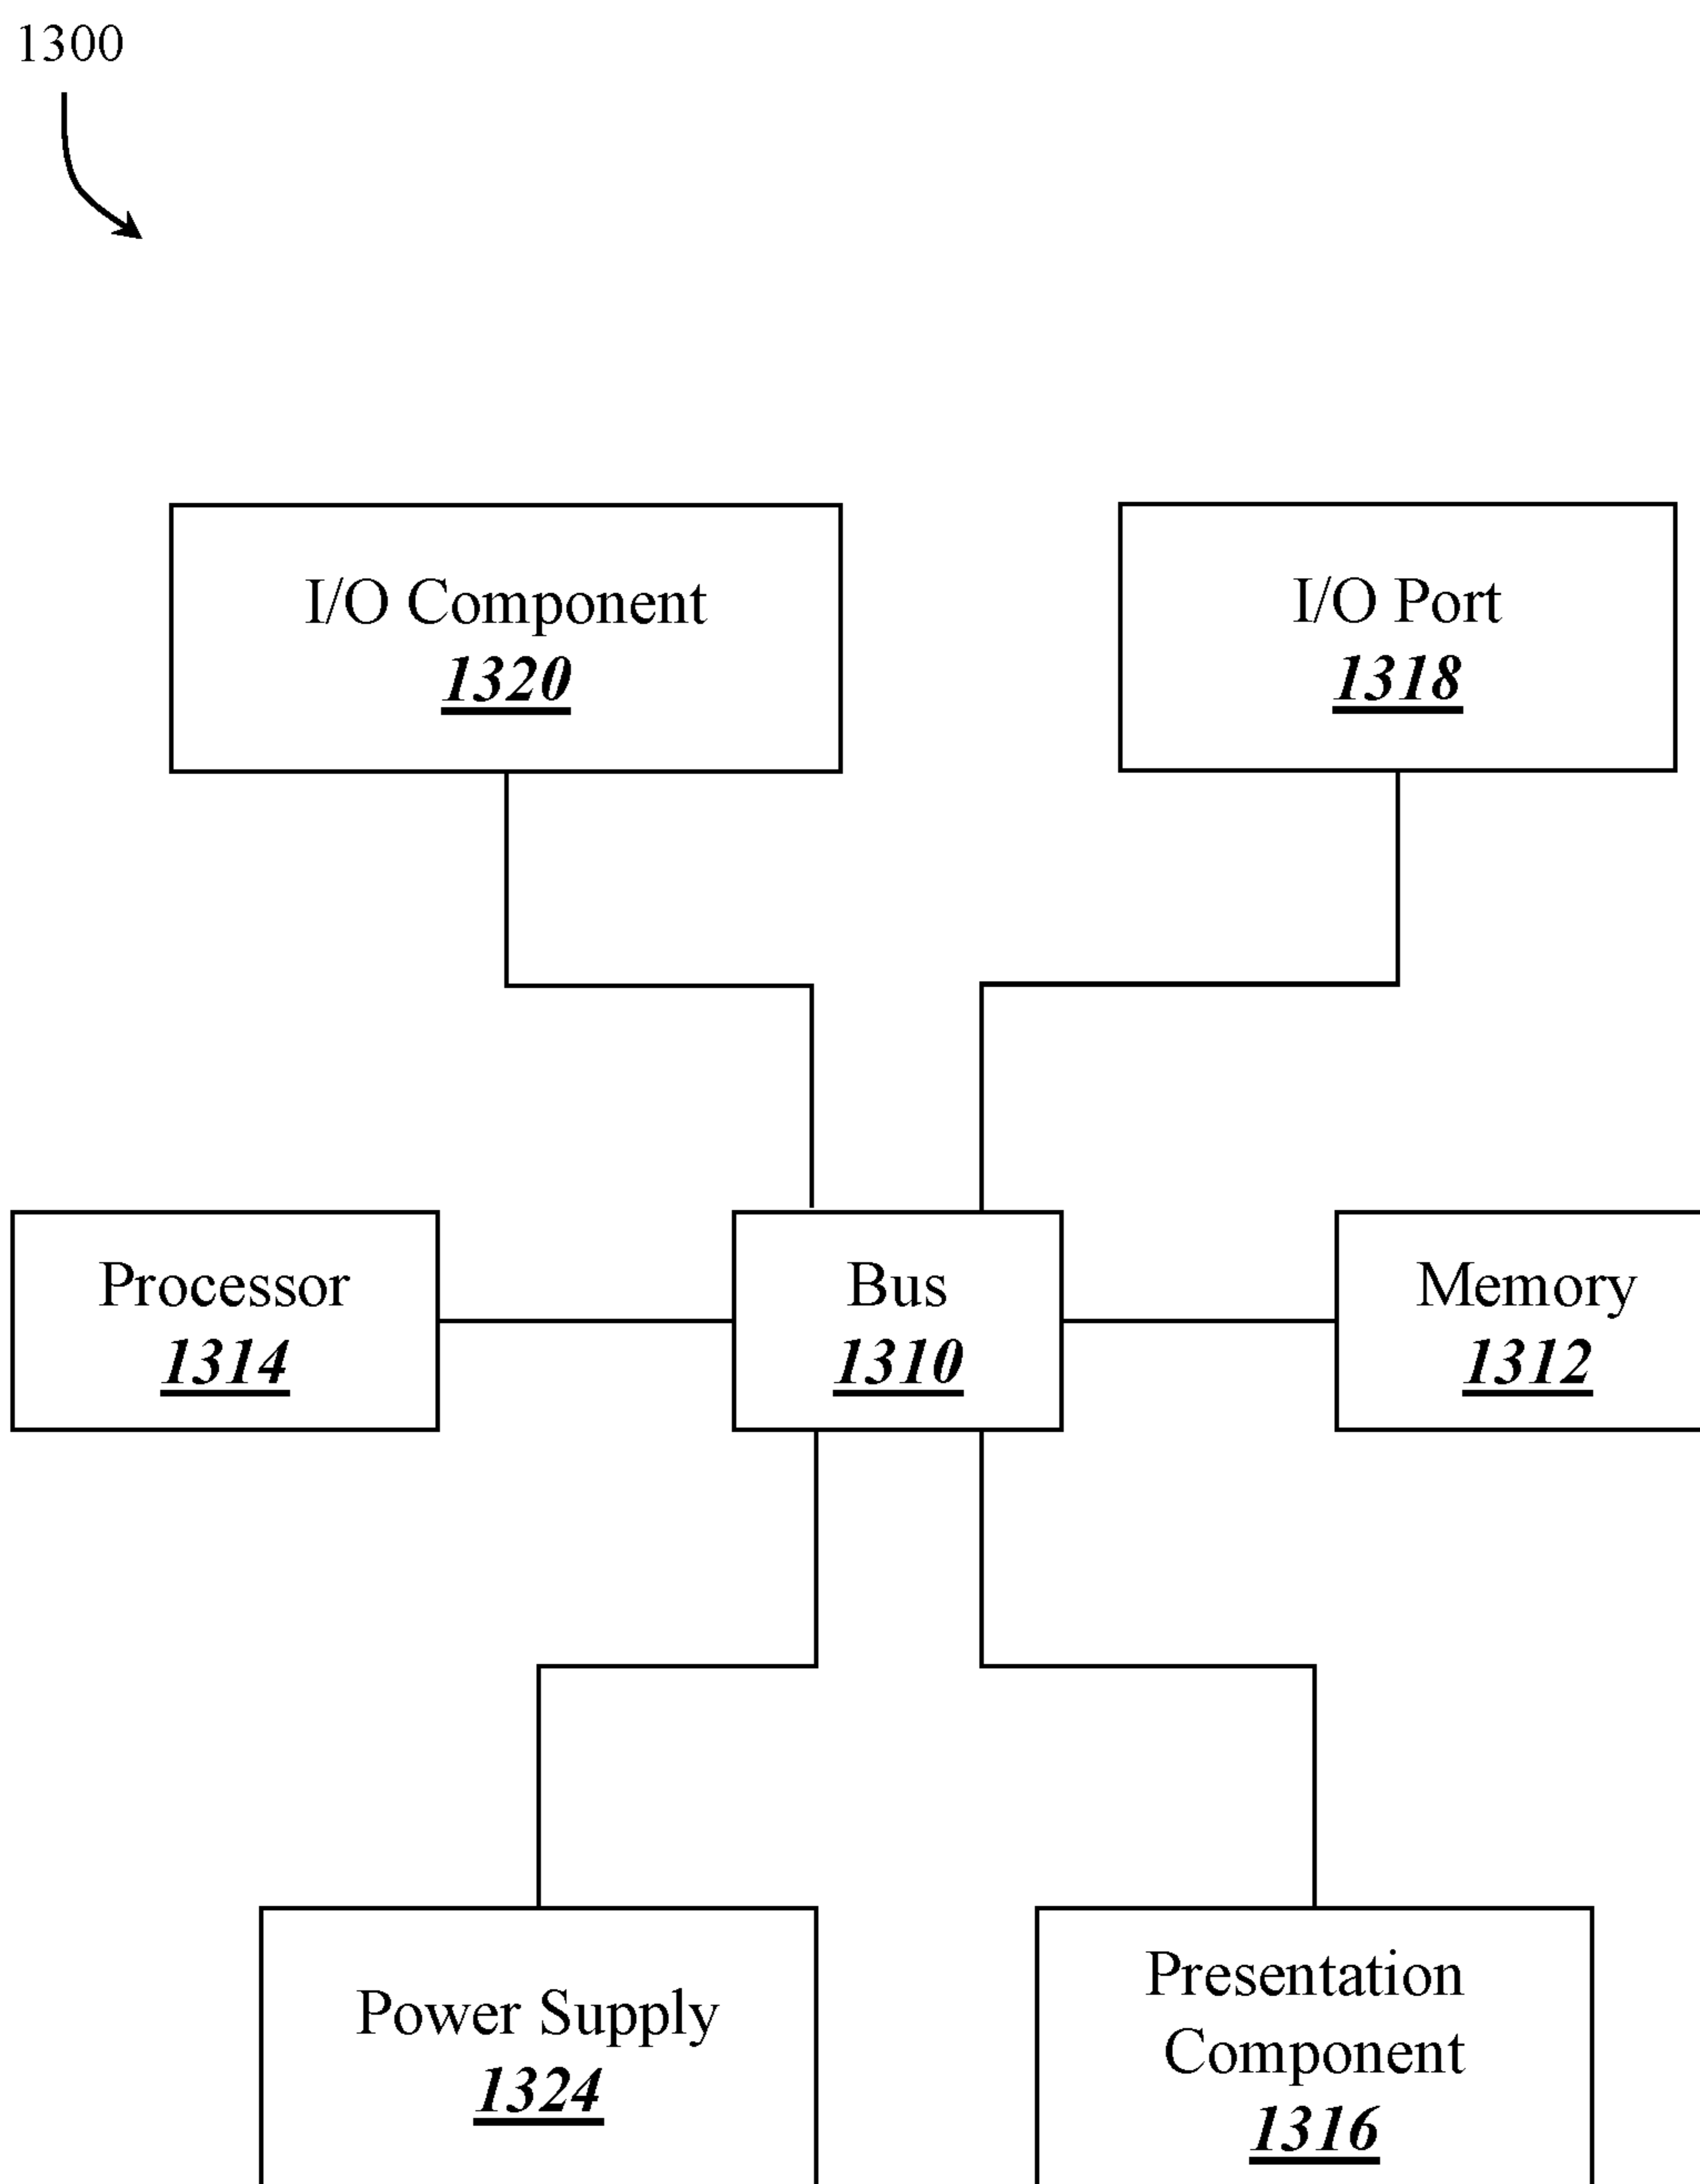 1300
I/O Component
1320
I/O Port
1318
Processor
1314
Bus
1310
Memory
1312
Power Supply
1324
Presentation
Component
1316